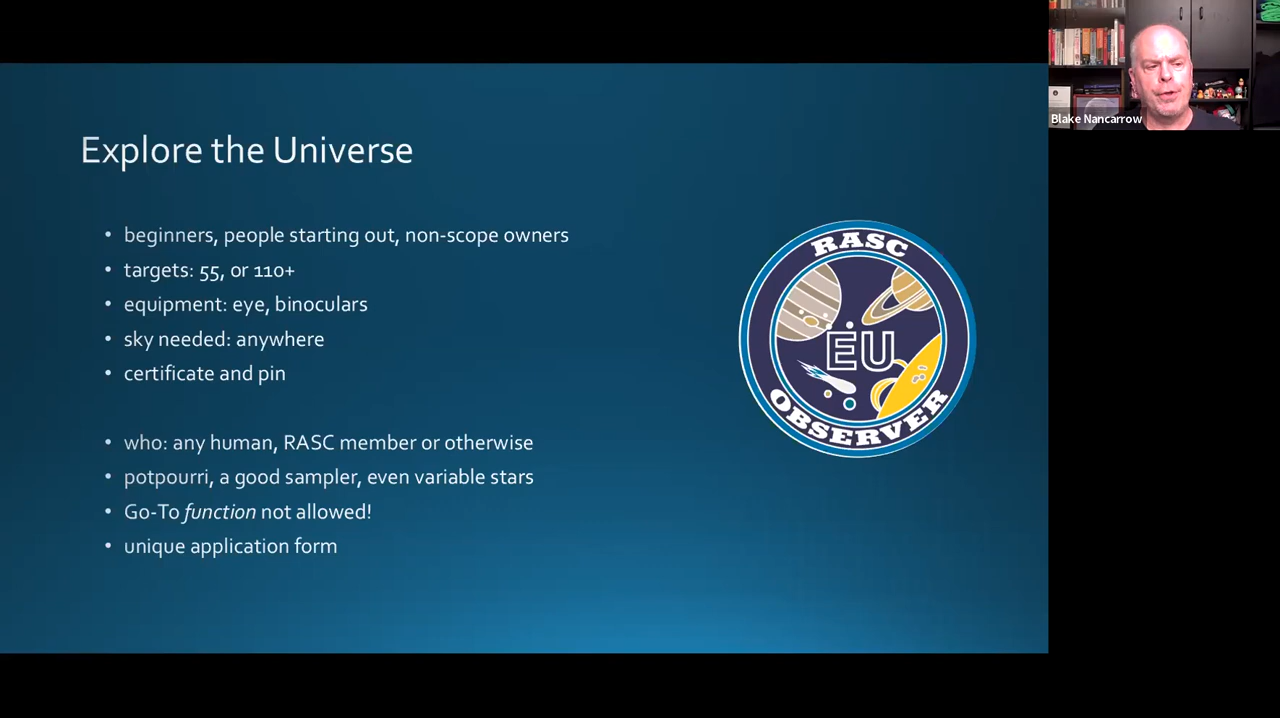 Explore the Universe
• beginners, people starting out, non-scope owners
• targets: 55, or 110+
• equipment: eye, binoculars
• sky needed: anywhere
• certificate and pin
• who: any human, RASC member or otherwise
• potpourri, a good sampler, even variable stars
• Go-To function not allowed!
• unique application form
RASC
EU
OBSERVER
Blake Nancarrow